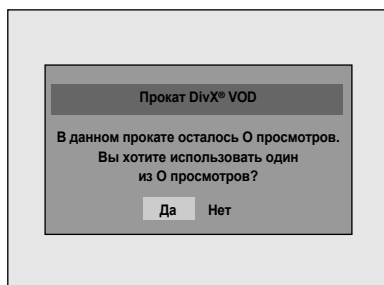 Прокат DivX® VOD
В данном прокате осталось О просмотров.
Вы хотите использовать один
из О просмотров?
Да Нет